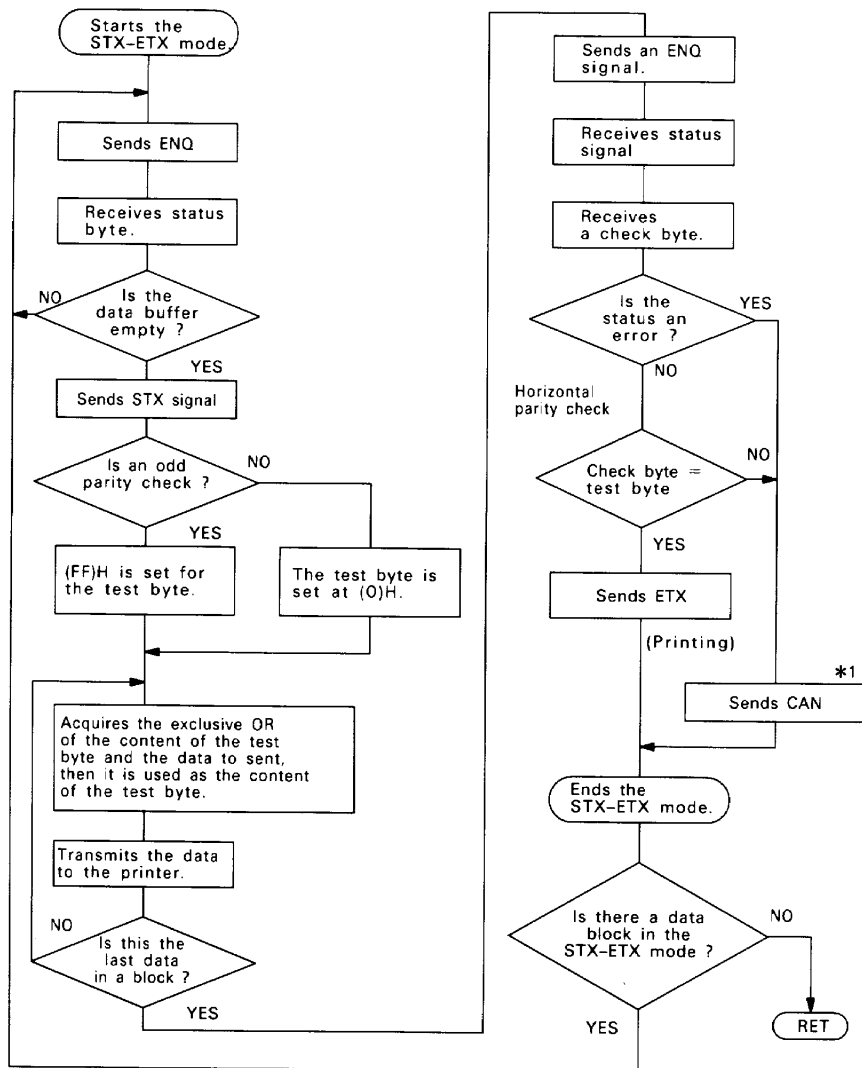 Starts the
STX-ETX mode.
Sends ENQ
Receives status
byte.
NO
Is the
data buffer
empty ?
YES
Sends STX signal
Is an odd
parity check ?
NO
YES
(FF)H is set for
the test byte.
The test byte is
set at (0)H.
Acquires the exclusive OR
of the content of the test
byte and the data to sent,
then it is used as the content
of the test byte.
Transmits the data
to the printer.
NO
Is this the
last data
in a block ?
YES
Sends an ENQ
signal.
Receives status
signal
Receives
a check byte.
Is the
status an
error ?
YES
NO
Horizontal
parity check
Check byte =
test byte
NO
YES
Sends ETX
(Printing)
*1
Sends CAN
Ends the
STX-ETX mode.
Is there a data
block in the
STX-ETX mode ?
NO
YES
RET